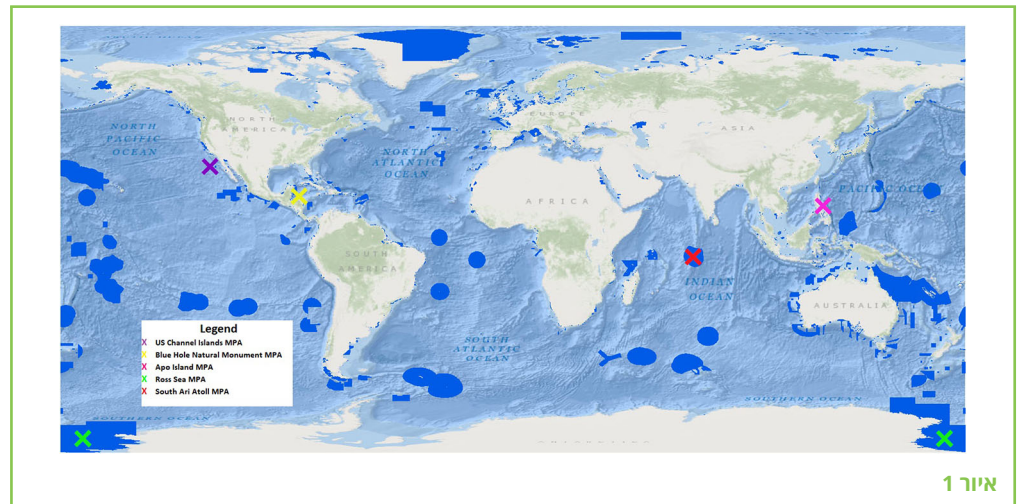 NORTH
PACIFIC
OCEAN
NORTH
AMERICA
NORTH
ATLANTIC
OCEAN
EUROPE
ASIA
AFRICA
PACIFIC OCE
SOUTH
AMERICA
INDIAN
OCEAN
AUSTRALIA
SOUTH
ATLANTIC
OCEAN
Legend
US Channel Islands MPA
Blue Hole Natural Monument MPA
Apo Island MPA
Ross Sea MPA
South Ari Atoll MPA
SOUTHERN OCEAN
SOUTHERN OCEAN
איור 1